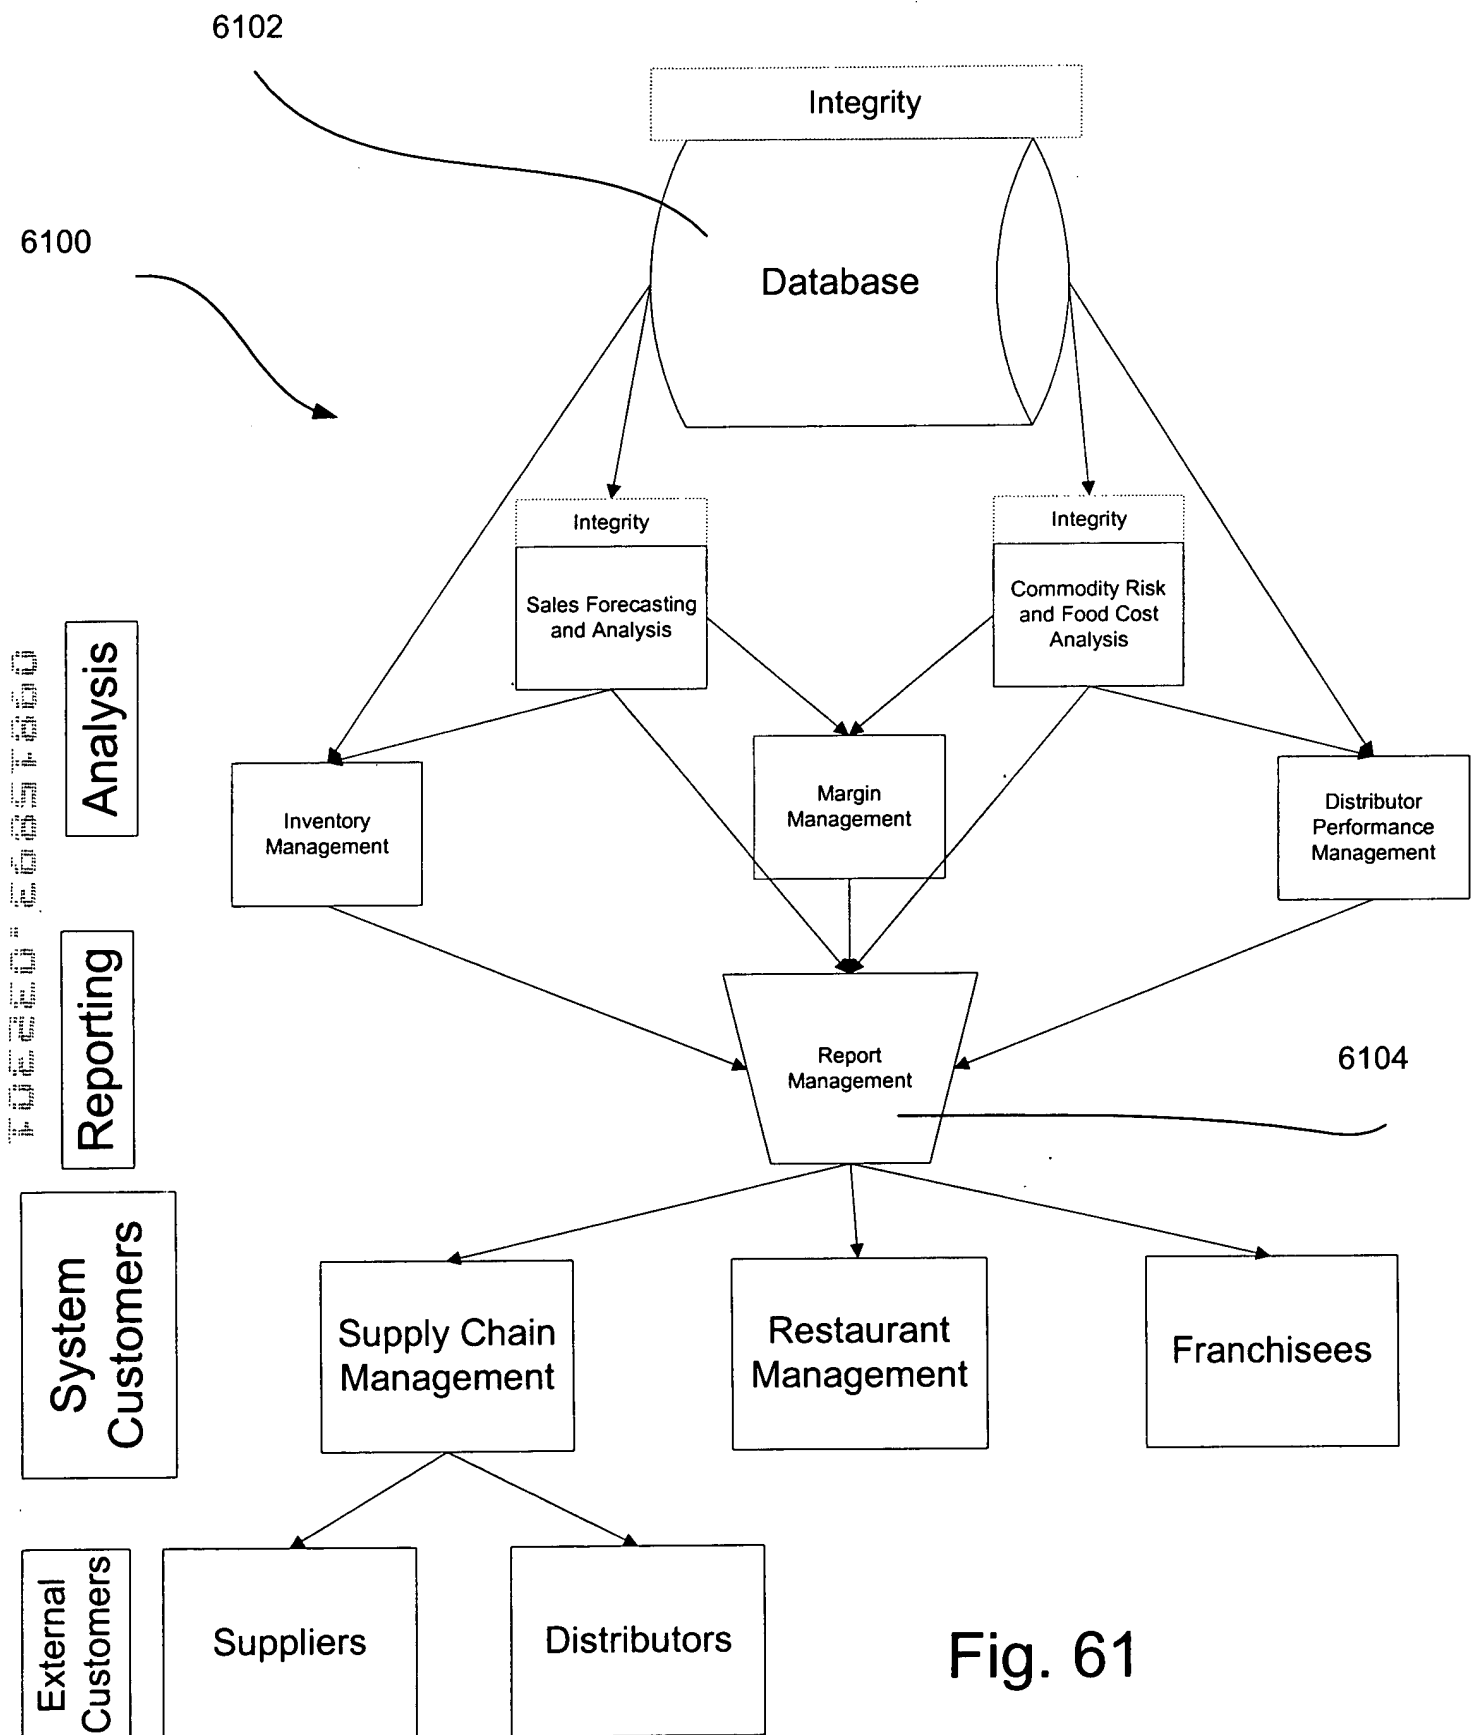 6102
Integrity
6100
Database
Integrity
Integrity
Sales Forecasting
and Analysis
Commodity Risk
and Food Cost
Analysis
Analysis
Inventory
Management
Margin
Management
Distributor
Performance
Management
Reporting
Report
Management
6104
System
Customers
Supply Chain
Management
Restaurant
Management
Franchisees
External
Customers
Suppliers
Distributors
Fig. 61